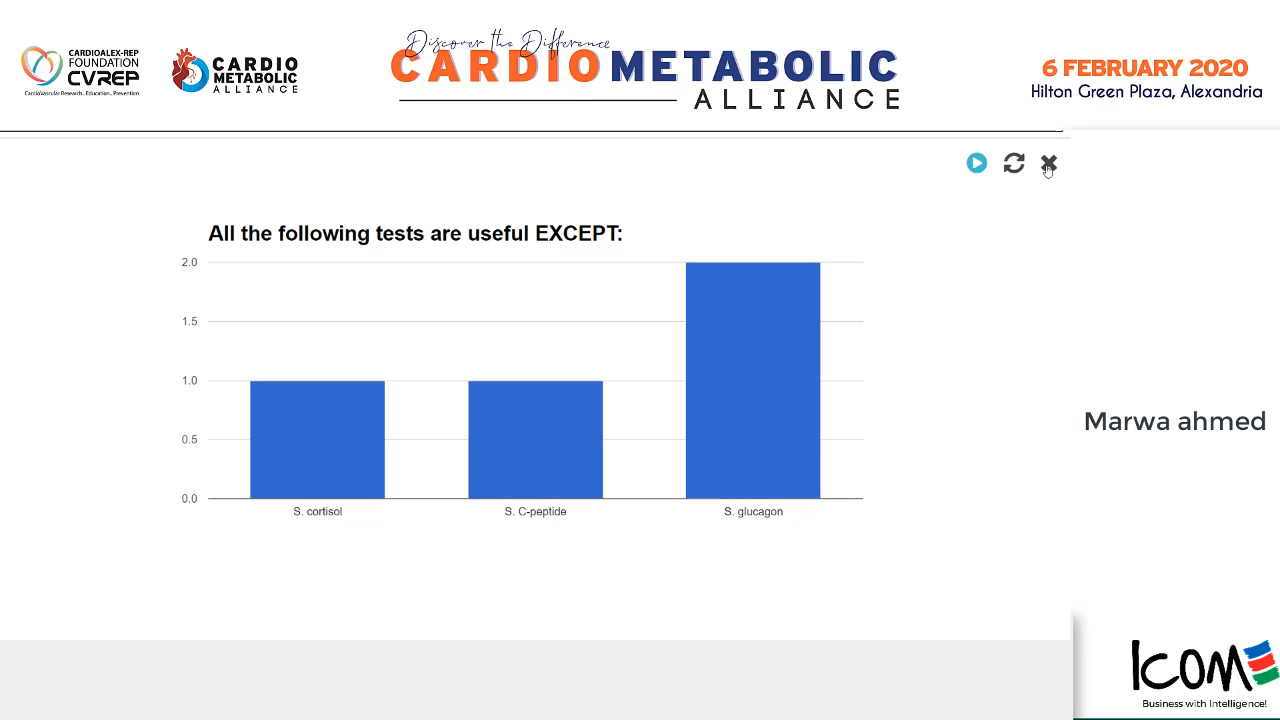 CARDIOALEX-REP
FOUNDATION
CVREP
CardioVascular Research, Education, Prevention
CARDIO
METABOLIC
ALLIANCE
Discover the Difference
CARDIOMETABOLIC
ALLIANCE
6 FEBRUARY 2020
Hilton Green Plaza, Alexandria
All the following tests are useful EXCEPT:
2.0
1.5
1.0
0.5
0.0
S. cortisol
S. C-peptide
S. glucagon
Marwa ahmed
ICOM
Business with Intelligence!